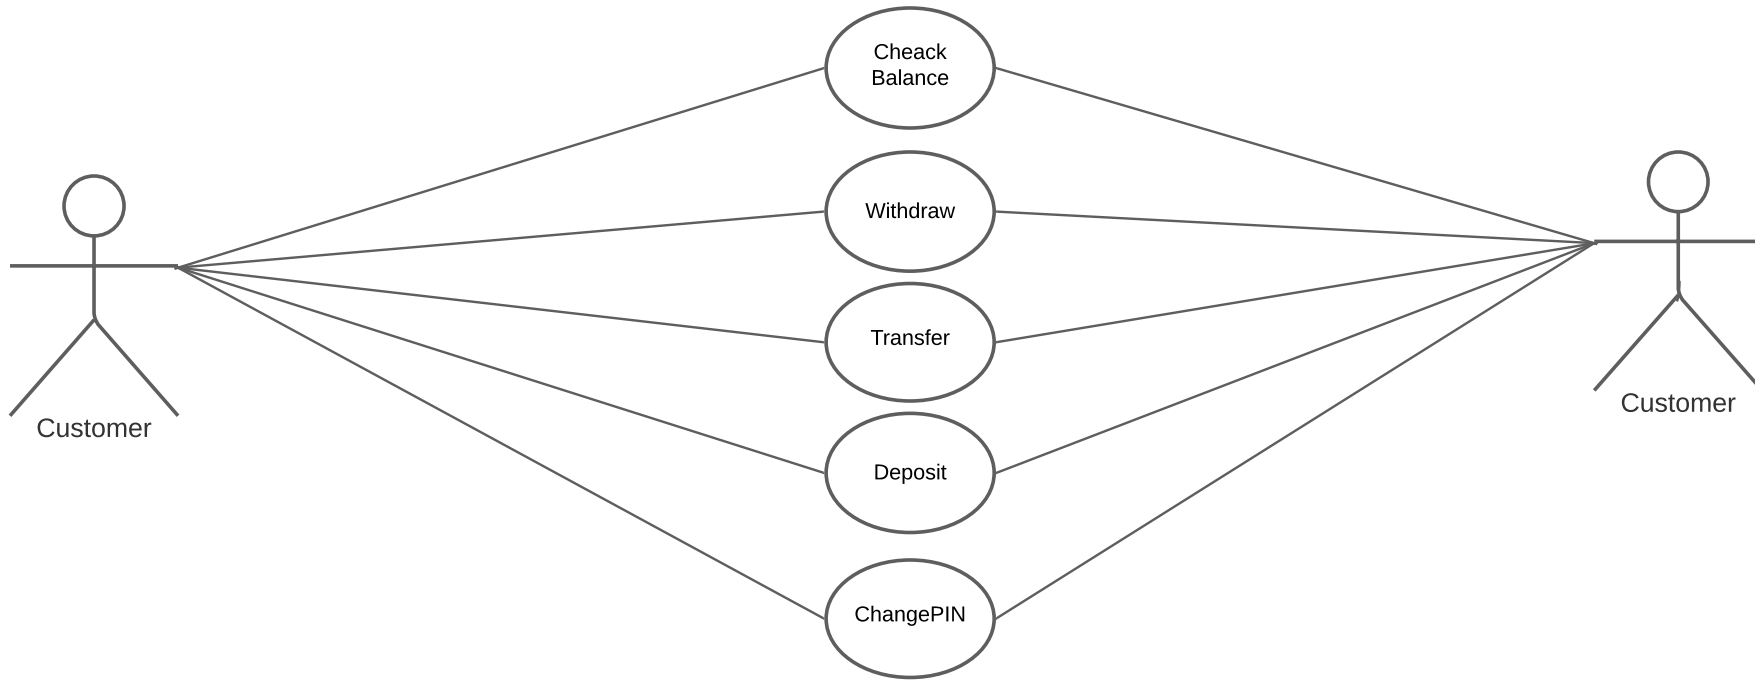 Cheack
Balance
Withdraw
Transfer
Customer
Customer
Deposit
ChangePIN